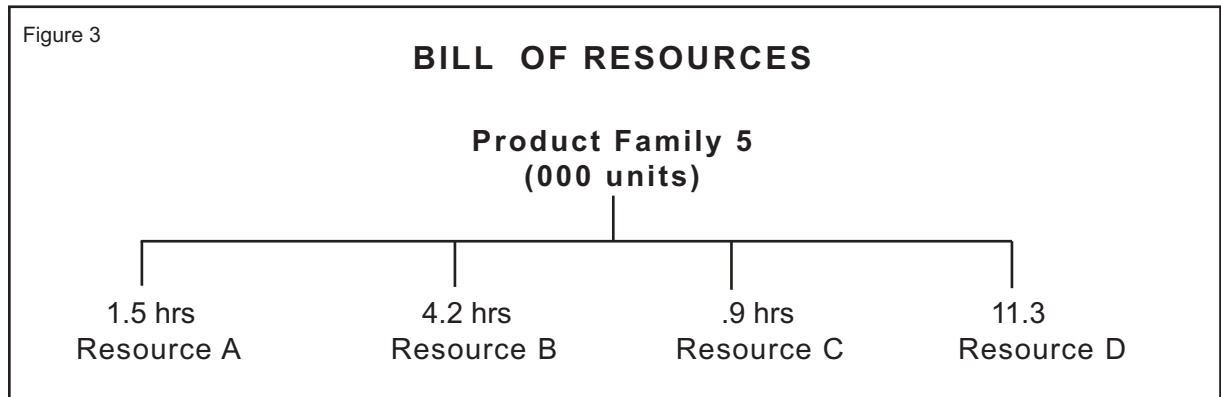 Figure 3
BILL OF RESOURCES
Product Family 5
(000 units)
1.5 hrs
Resource A
4.2 hrs
Resource B
.9 hrs
Resource C
11.3
Resource D